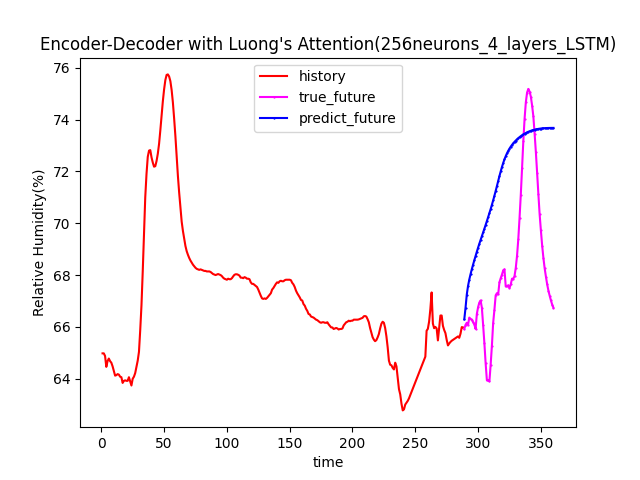 Encoder-Decoder with Luong's Attention(256neurons_4_layers_LSTM)
history
true_future
predict_future
Relative Humidity(%)
76
74
72
70
68
66
64
0 50 100 150 200 250 300 350
time